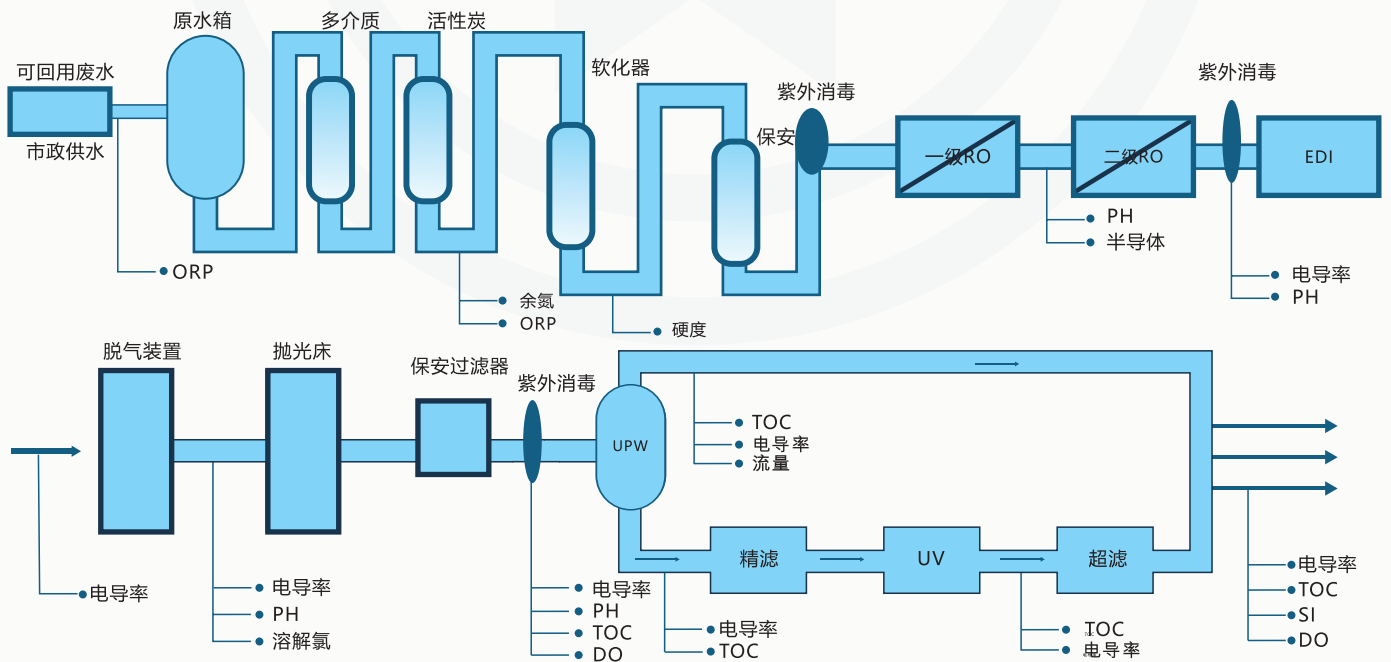 原水箱
多介质
活性炭
可回用废水
市政供水
软化器
紫外消毒
保安
紫外消毒
一级RO
二级RO
EDI
ORP
余氮
ORP
硬度
PH
半导体
电导率
PH
脱气装置
抛光床
保安过滤器
紫外消毒
UPW
TOC
电导率
流量
精滤
UV
超滤
电导率
电导率
PH
溶解氯
电导率
PH
TOC
DO
电导率
TOC
TOC
电导率
电导率
TOC
SI
DO